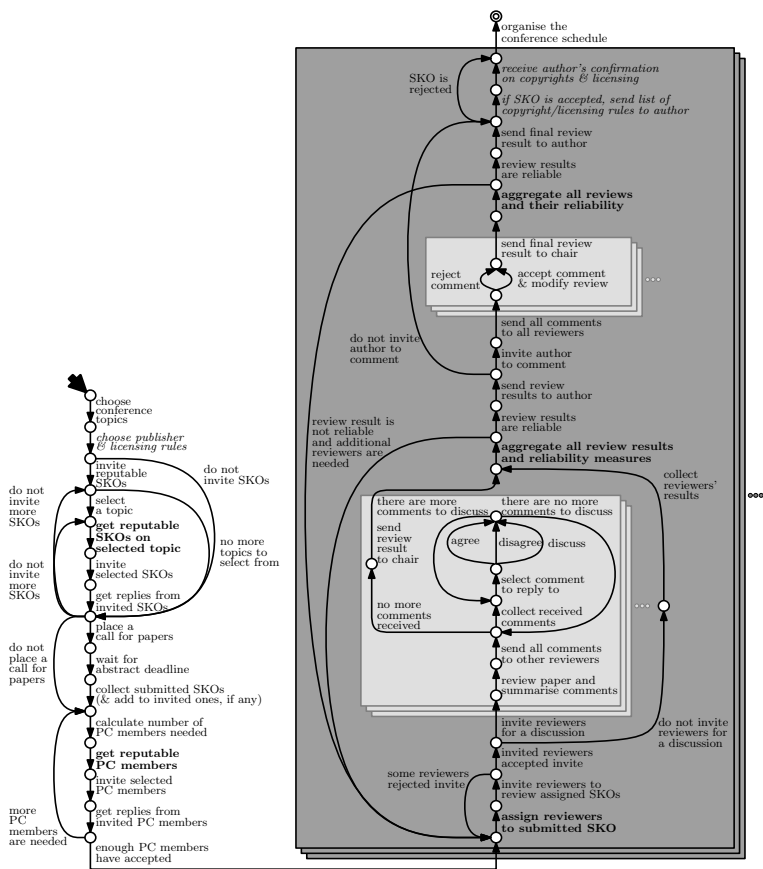 organise the
conference schedule
receive author's confirmation
on copyrights & licensing
SKO is
rejected
if SKO is accepted, send list of
copyright/licensing rules to author
send final review
result to author
review results
are reliable
aggregate all reviews
and their reliability
send final review
result to chair
reject
comment
accept comment
& modify review
send all comments
to all reviewers
do not invite
author to
comment
invite author
to comment
send review
results to author
review results
are reliable
review result is
not reliable
and additional
reviewers are
needed
aggregate all review results
and reliability measures
collect
reviewers'
results
there are more
comments to discuss
there are no more
comments to discuss
send
review
result
to chair
agree
disagree
discuss
select comment
to reply to
no more
comments
received
collect received
comments
send all comments
to other reviewers
review paper and
summarise comments
invite reviewers
for a discussion
do not invite
reviewers for
a discussion
invited reviewers
accepted invite
some reviewers
rejected invite
invite reviewers to
review assigned SKOs
assign reviewers
to submitted SKO
choose
conference
topics
choose publisher
& licensing rules
invite
reputable
SKOs
do not
invite SKOs
do not
invite
more
SKOs
select
a topic
get reputable
SKOs on
selected topic
no more
topics to
select from
do not
invite
more
SKOs
invite
selected SKOs
get replies from
invited SKOs
place a
call for papers
do not
place a
call for
papers
wait for
abstract deadline
collect submitted SKOs
(& add to invited ones, if any)
calculate number of
PC members needed
get reputable
PC members
invite selected
PC members
more
PC
members
are needed
get replies from
invited PC members
enough PC members
have accepted